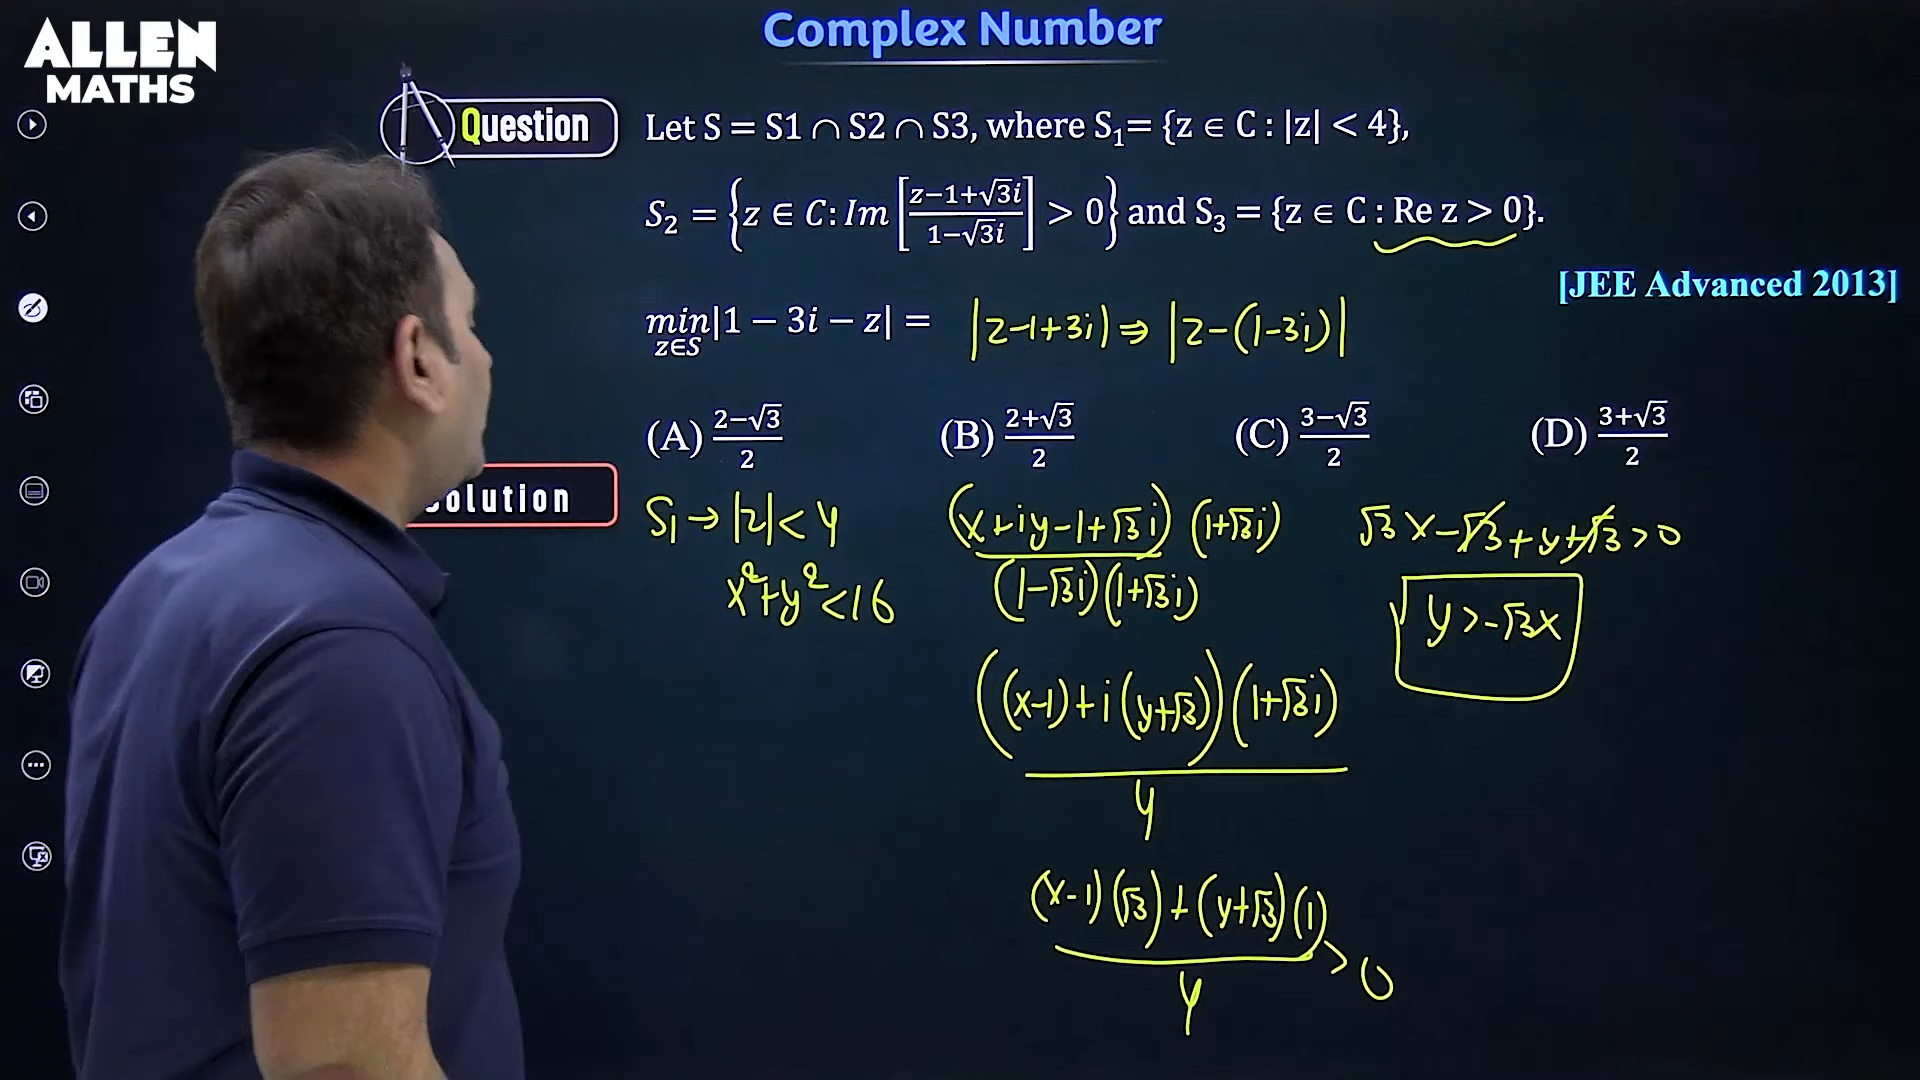 ALLEN
MATHS
Complex Number
Question
Let S = S1 ∩ S2 ∩ S3, where S₁= {z ∈ C : |z| < 4},
S₂ = {z ∈ C: Im [(z−1+√3i)/(1−√3i)] > 0} and S₃ = {z ∈ C : Re z > 0}.
[JEE Advanced 2013]
min_{z∈S} |1 − 3i − z| = |z-1+3i| ⇒ |z-(1-3i)|
(A) (2−√3)/2 (B) (2+√3)/2 (C) (3−√3)/2 (D) (3+√3)/2
olution
S₁ → |z| < 4
x²+y² < 16
(x+iy-1+√3i) (1+√3i)
(1-√3i)(1+√3i)
((x-1)+i(y+√3))(1+√3i)
4
(x-1)(√3)+(y+√3)(1) > 0
4
√3x-√3+y+√3>0
y>-√3x